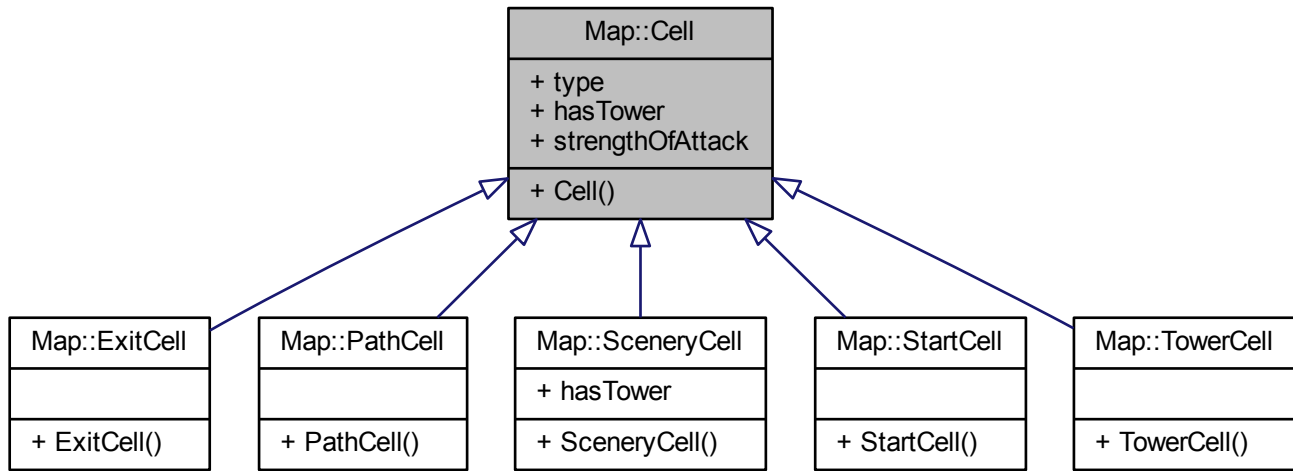 Map::Cell
+ type
+ hasTower
+ strengthOfAttack
+ Cell()
Map::ExitCell
+ ExitCell()
Map::PathCell
+ PathCell()
Map::SceneryCell
+ hasTower
+ SceneryCell()
Map::StartCell
+ StartCell()
Map::TowerCell
+ TowerCell()